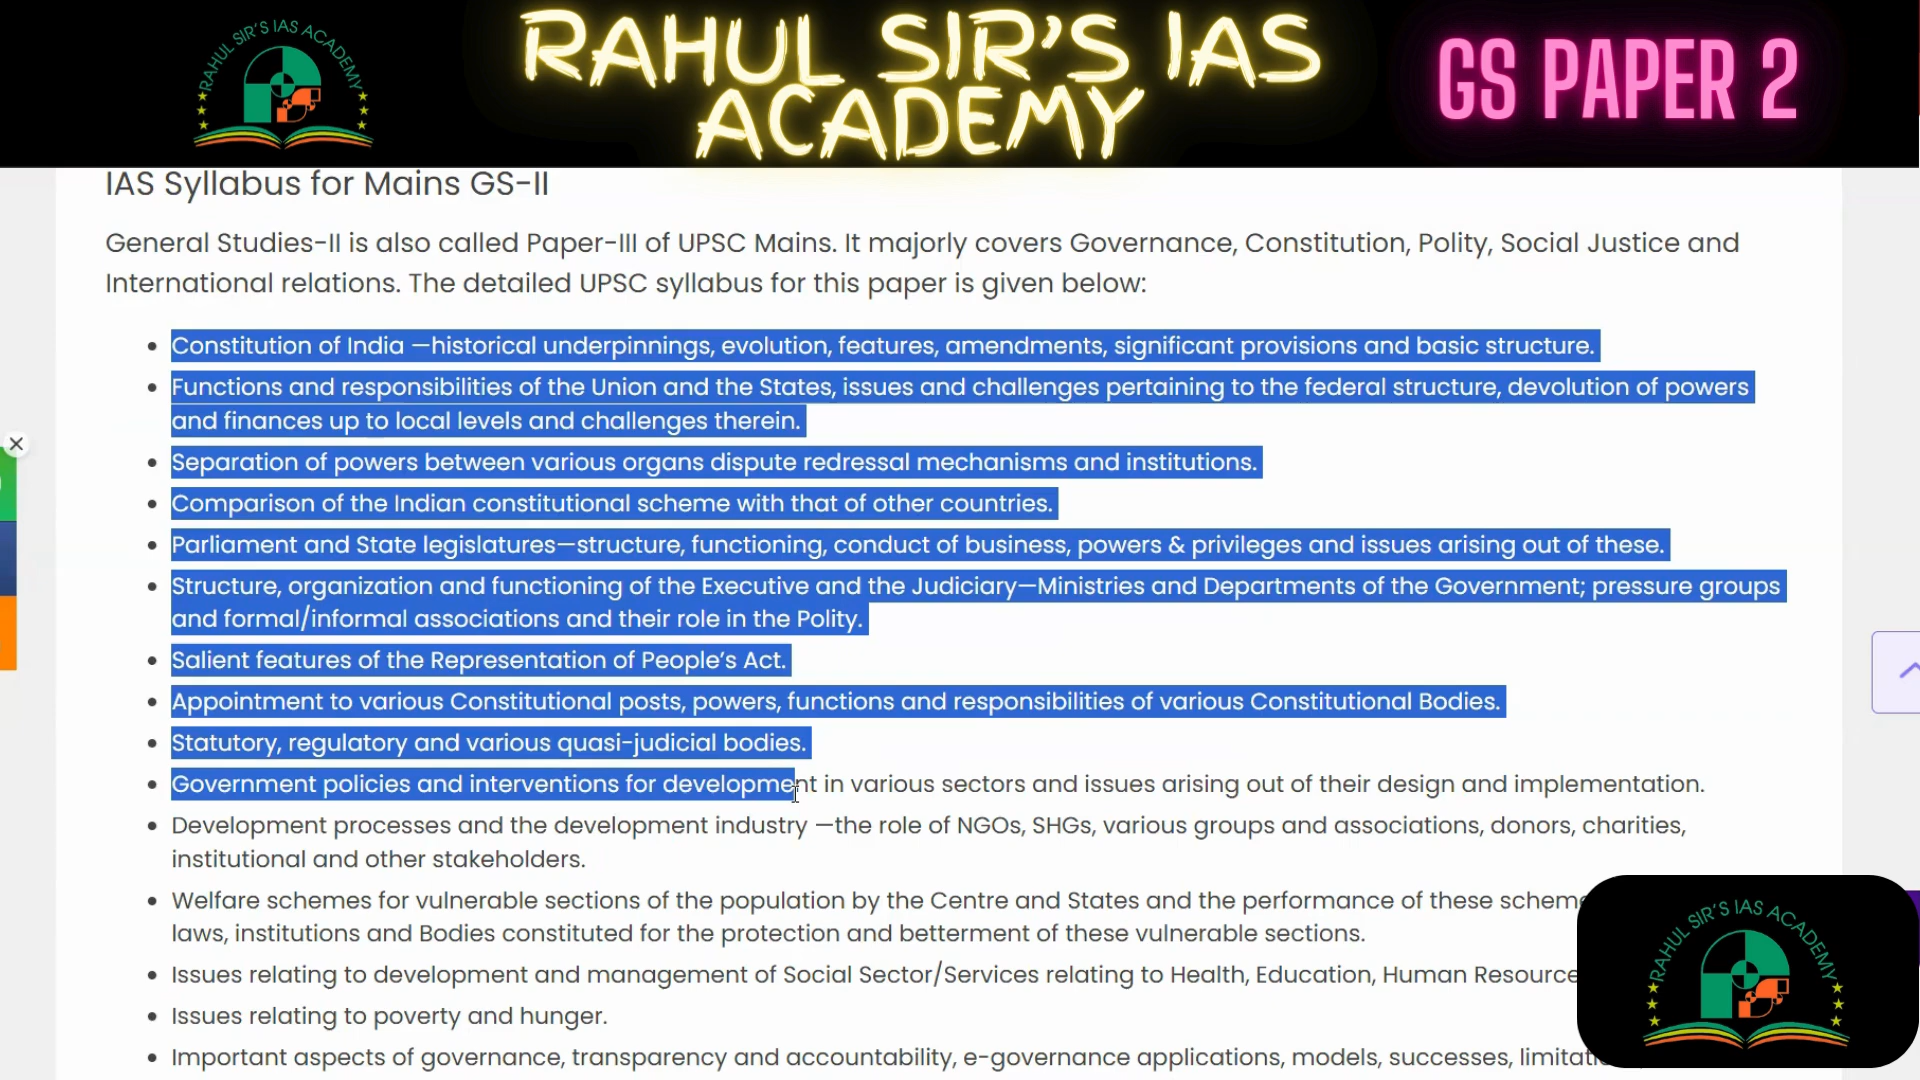 RAHUL SIR'S IAS ACADEMY
RAHUL SIR'S IAS
ACADEMY
GS PAPER 2
IAS Syllabus for Mains GS-II
General Studies-II is also called Paper-III of UPSC Mains. It majorly covers Governance, Constitution, Polity, Social Justice and
International relations. The detailed UPSC syllabus for this paper is given below:
• Constitution of India —historical underpinnings, evolution, features, amendments, significant provisions and basic structure.
• Functions and responsibilities of the Union and the States, issues and challenges pertaining to the federal structure, devolution of powers
and finances up to local levels and challenges therein.
• Separation of powers between various organs dispute redressal mechanisms and institutions.
• Comparison of the Indian constitutional scheme with that of other countries.
• Parliament and State legislatures—structure, functioning, conduct of business, powers & privileges and issues arising out of these.
• Structure, organization and functioning of the Executive and the Judiciary—Ministries and Departments of the Government; pressure groups
and formal/informal associations and their role in the Polity.
• Salient features of the Representation of People's Act.
• Appointment to various Constitutional posts, powers, functions and responsibilities of various Constitutional Bodies.
• Statutory, regulatory and various quasi-judicial bodies.
• Government policies and interventions for development in various sectors and issues arising out of their design and implementation.
• Development processes and the development industry —the role of NGOs, SHGs, various groups and associations, donors, charities,
institutional and other stakeholders.
• Welfare schemes for vulnerable sections of the population by the Centre and States and the performance of these
laws, institutions and Bodies constituted for the protection and betterment of these vulnerable sections.
• Issues relating to development and management of Social Sector/Services relating to Health, Education, Human
• Issues relating to poverty and hunger.
• Important aspects of governance, transparency and accountability, e-governance applications, models, successes,
RAHUL SIR'S IAS ACADEMY